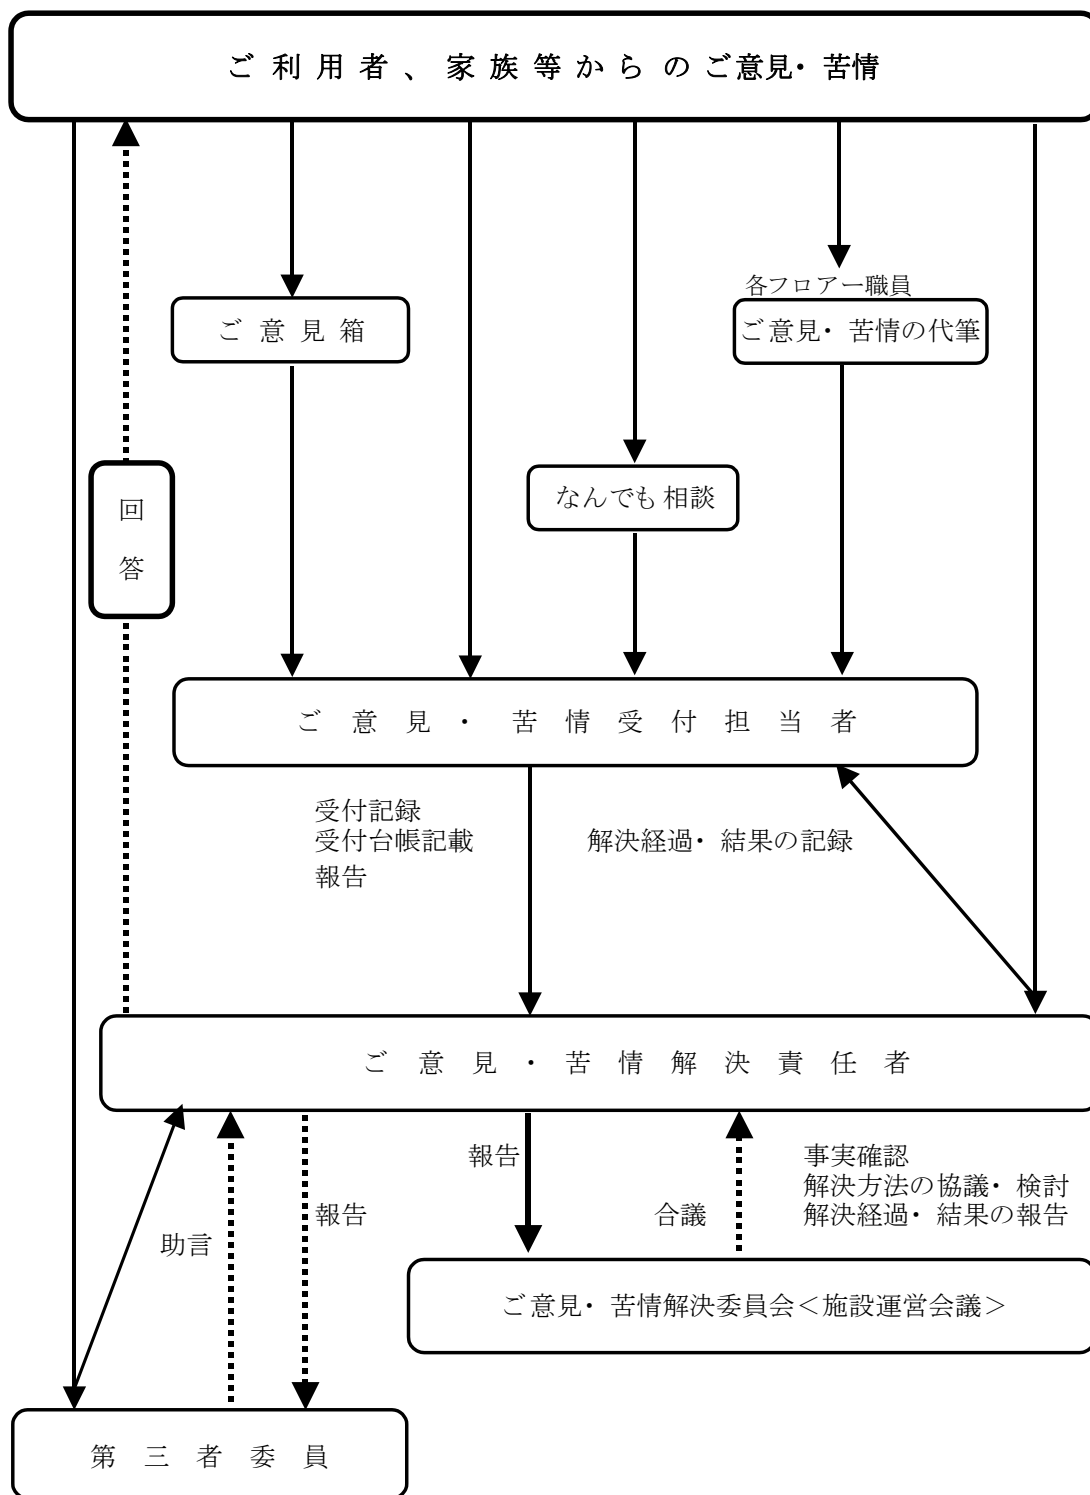 ご利用者、家族等からのご意見・苦情
各フロアー職員
ご意見箱
ご意見・苦情の代筆
なんでも相談
回
答
ご意見・苦情受付担当者
受付記録
受付台帳記載
報告
解決経過・結果の記録
ご意見・苦情解決責任者
報告
事実確認
解決方法の協議・検討
解決経過・結果の報告
合議
報告
助言
ご意見・苦情解決委員会＜施設運営会議＞
第三者委員